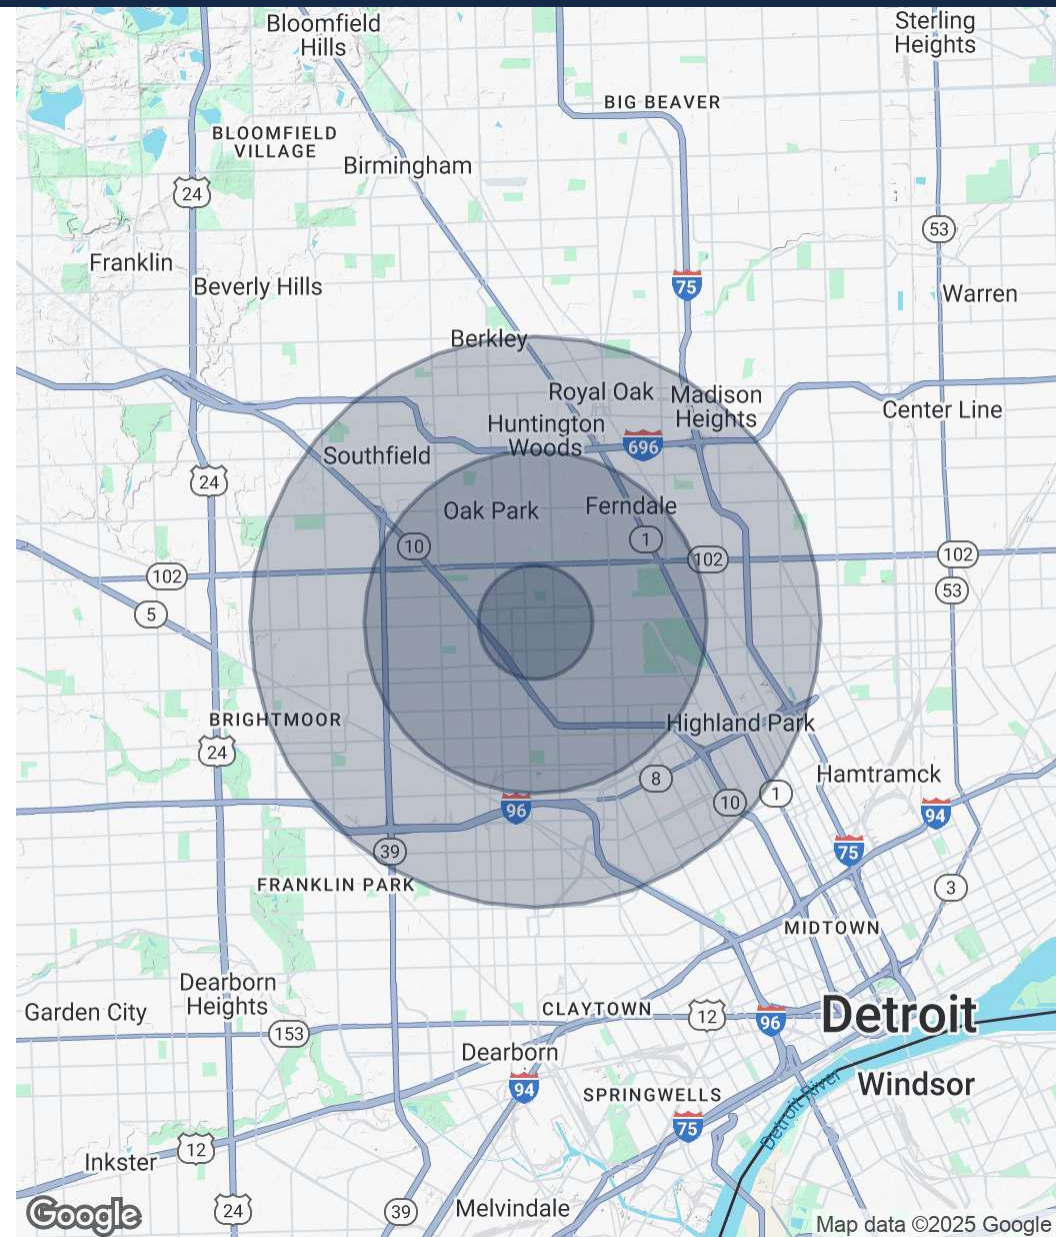 Bloomfield
Hills
Sterling
Heights
BIG BEAVER
BLOOMFIELD
VILLAGE
Birmingham
24
53
Franklin
Beverly Hills
75
Warren
Berkley
Royal Oak
Madison
Heights
Center Line
Huntington
Woods
696
Southfield
24
Oak Park
Ferndale
10
1
102
102
102
53
5
BRIGHTMOOR
Highland Park
24
Hamtramck
8
10
1
96
94
39
75
FRANKLIN PARK
3
MIDTOWN
Dearborn
Heights
Garden City
CLAYTOWN
12
96
Detroit
153
Dearborn
94
SPRINGWELLS
Windsor
75
Detroit River
12
Inkster
24
39
Melvindale
Google
Map data ©2025 Google